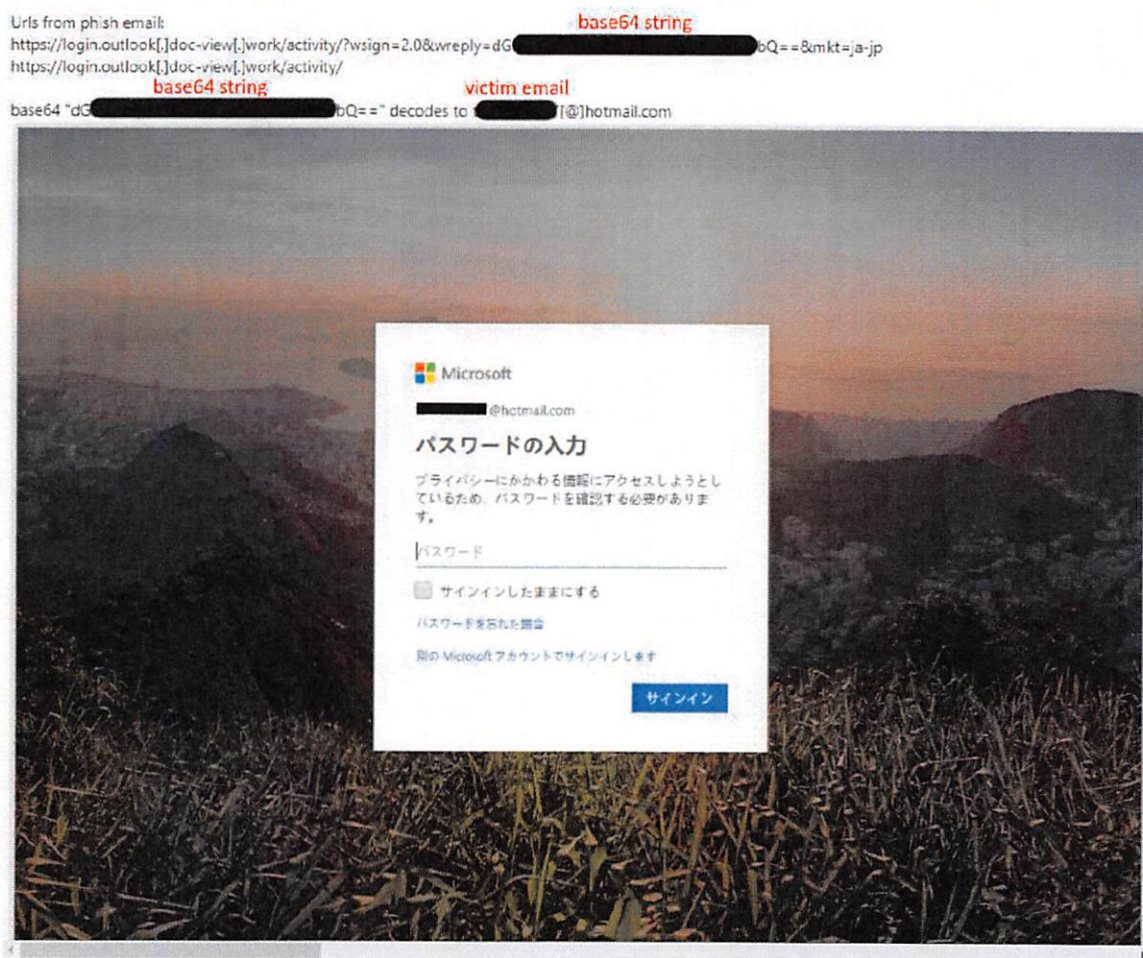 Urls from phish email:
base64 string
https://login.outlook[.]doc-view[.]work/activity/?wsign=2.0&wreply=dG bQ==&mkt=ja-jp
https://login.outlook[.]doc-view[.]work/activity/
base64 string victim email
base64 "dG bQ==" decodes to [@]hotmail.com
Microsoft
@hotmail.com
パスワードの入力
プライバシーにかかわる情報にアクセスしようとし
ているため、パスワードを確認する必要がありま
す。
パスワード
サインインしたままにする
パスワードを忘れた場合
別の Microsoft アカウントでサインインします
サインイン